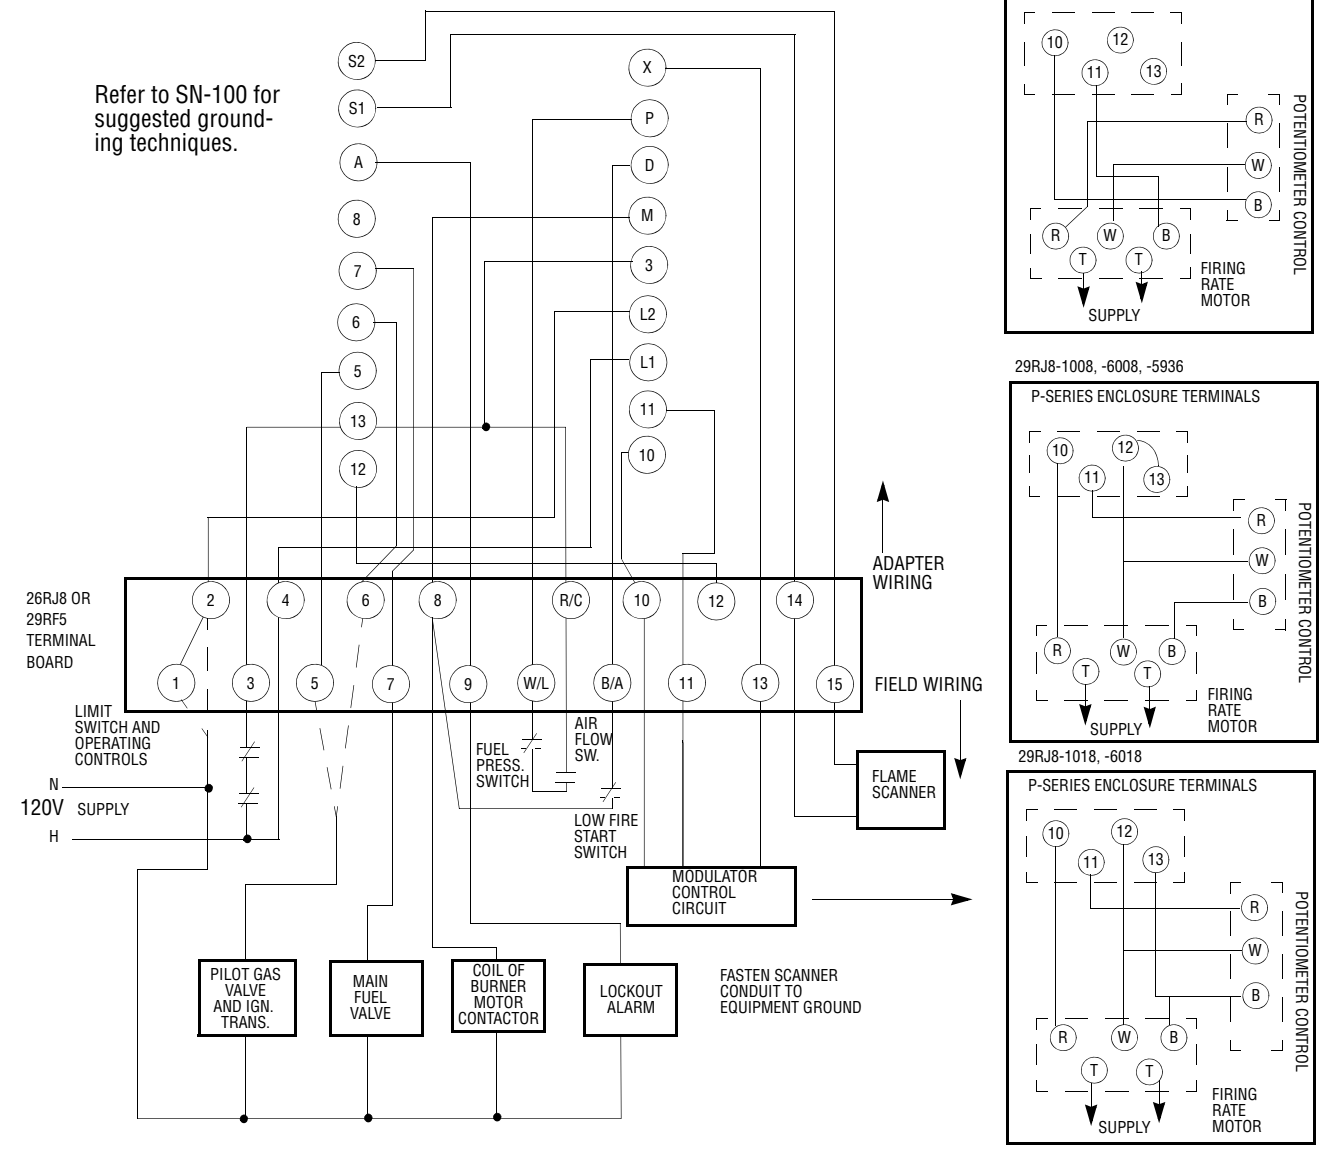 Refer to SN-100 for
suggested ground-
ing techniques.
S2
S1
A
8
7
6
5
13
12
X
P
D
M
3
L2
L1
11
10
ADAPTER
WIRING
26RJ8 OR
29RF5
TERMINAL
BOARD
2
4
6
8
R/C
10
12
14
1
3
5
7
9
W/L
B/A
11
13
15
FIELD WIRING
LIMIT
SWITCH AND
OPERATING
CONTROLS
N
120V SUPPLY
H
FUEL
PRESS.
SWITCH
AIR
FLOW
SW.
LOW FIRE
START
SWITCH
FLAME
SCANNER
MODULATOR
CONTROL
CIRCUIT
PILOT GAS
VALVE
AND IGN.
TRANS.
MAIN
FUEL
VALVE
COIL OF
BURNER
MOTOR
CONTACTOR
LOCKOUT
ALARM
FASTEN SCANNER
CONDUIT TO
EQUIPMENT GROUND
10
12
11
13
R
W
B
POTENTIOMETER CONTROL
R
W
B
T
T
FIRING
RATE
MOTOR
SUPPLY
29RJ8-1008, -6008, -5936
P-SERIES ENCLOSURE TERMINALS
10
12
11
13
R
W
B
POTENTIOMETER CONTROL
R
W
B
T
T
FIRING
RATE
MOTOR
SUPPLY
29RJ8-1018, -6018
P-SERIES ENCLOSURE TERMINALS
10
12
11
13
R
W
B
POTENTIOMETER CONTROL
R
W
B
T
T
FIRING
RATE
MOTOR
SUPPLY